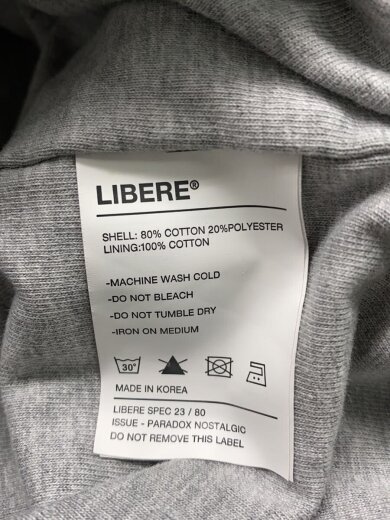 LIBERE®
SHELL: 80% COTTON 20%POLYESTER
LINING:100% COTTON
-MACHINE WASH COLD
-DO NOT BLEACH
-DO NOT TUMBLE DRY
-IRON ON MEDIUM
30°
MADE IN KOREA
LIBERE SPEC 23 / 80
ISSUE - PARADOX NOSTALGIC
DO NOT REMOVE THIS LABEL